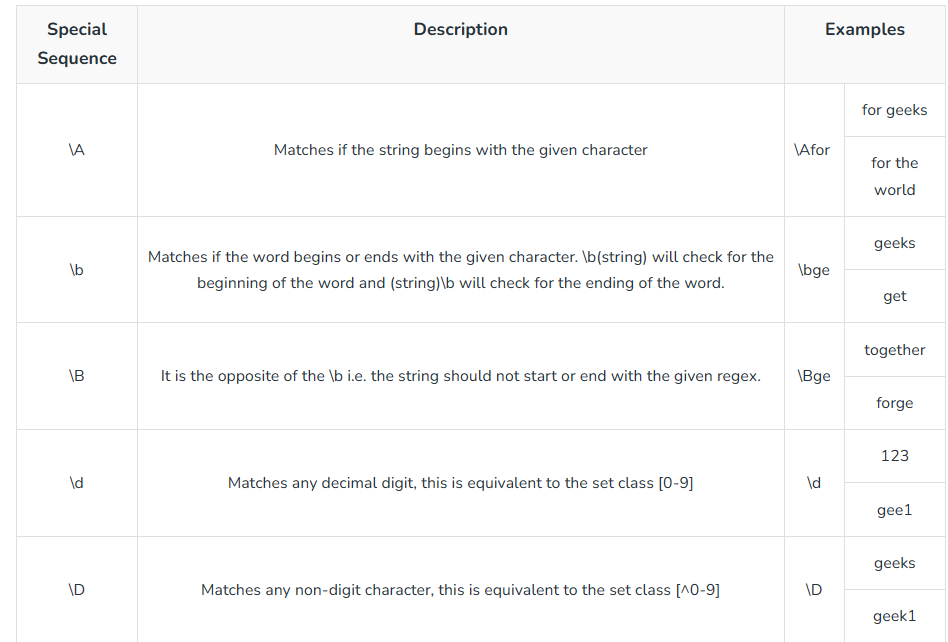 Special
Sequence
Description
Examples
\A
Matches if the string begins with the given character
\Afor
for geeks
for the
world
\b
Matches if the word begins or ends with the given character. \b(string) will check for the
beginning of the word and (string)\b will check for the ending of the word.
\bge
geeks
get
\B
It is the opposite of the \b i.e. the string should not start or end with the given regex.
\Bge
together
forge
\d
Matches any decimal digit, this is equivalent to the set class [0-9]
\d
123
gee1
\D
Matches any non-digit character, this is equivalent to the set class [^0-9]
\D
geeks
geek1